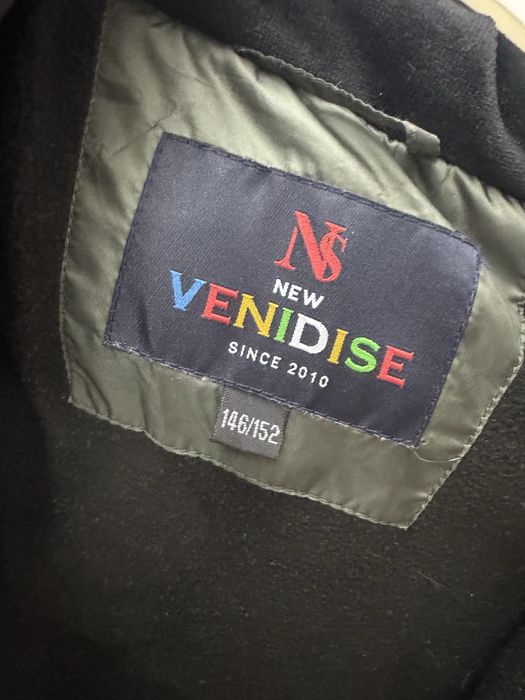 NS
NEW
VENIDISE
SINCE 2010
146/152